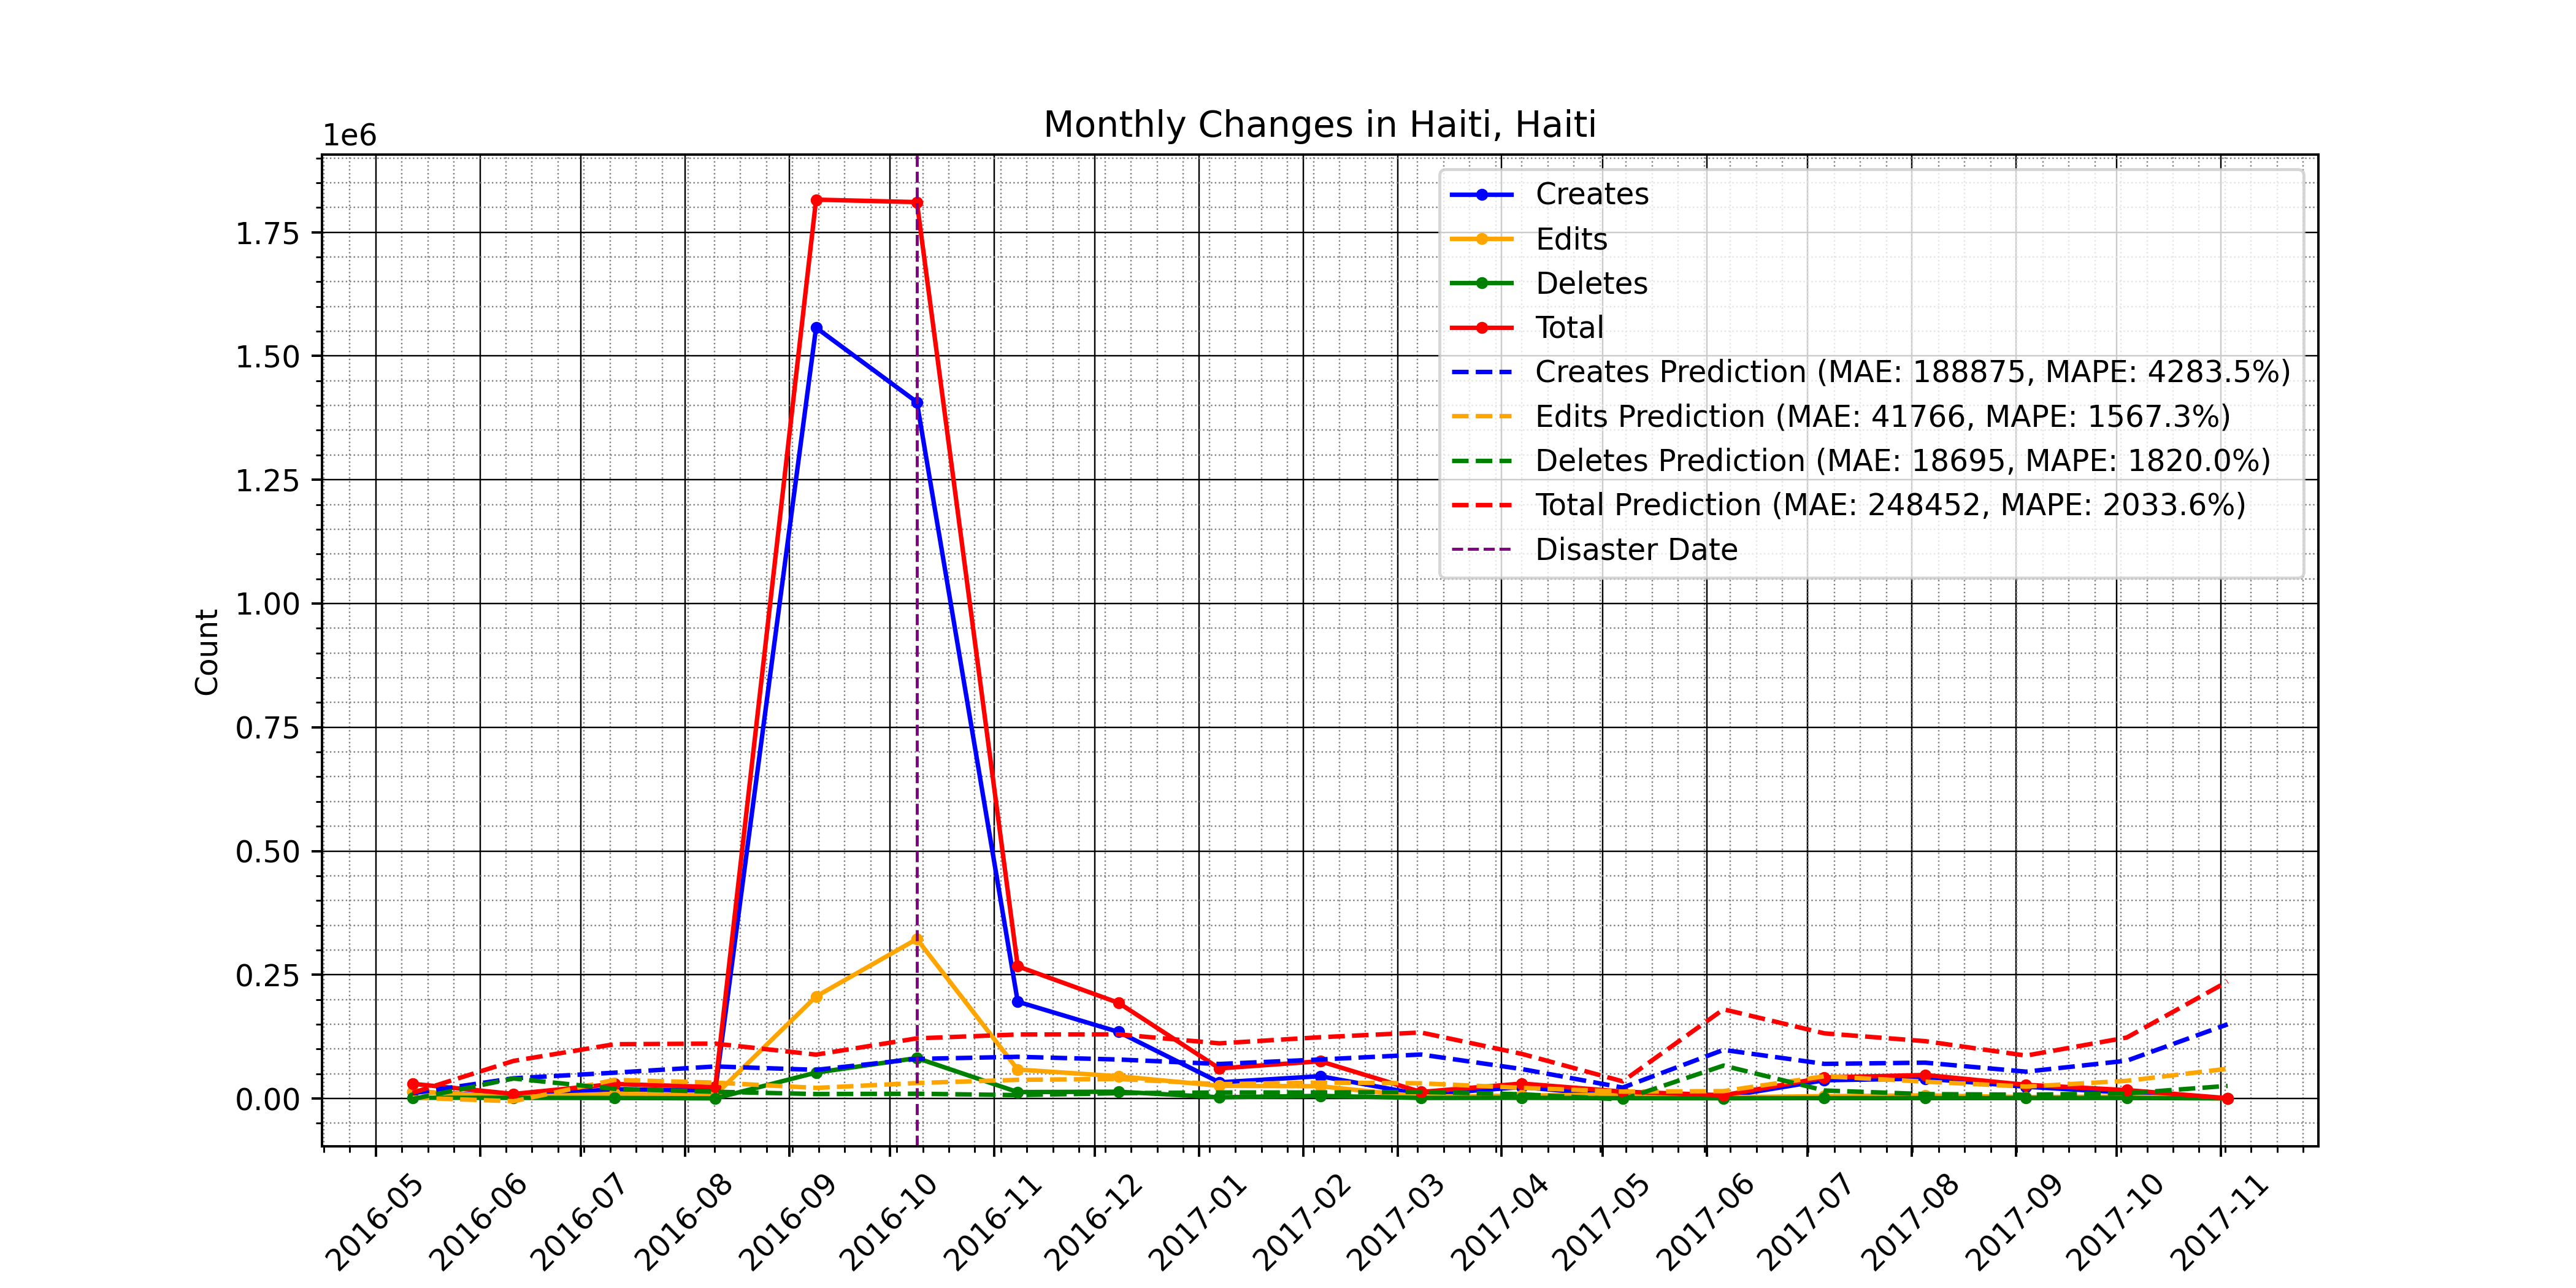 Monthly Changes in Haiti, Haiti
1e6
1.75
1.50
1.25
1.00
0.75
0.50
0.25
0.00
Count
Creates
Edits
Deletes
Total
Creates Prediction (MAE: 188875, MAPE: 4283.5%)
Edits Prediction (MAE: 41766, MAPE: 1567.3%)
Deletes Prediction (MAE: 18695, MAPE: 1820.0%)
Total Prediction (MAE: 248452, MAPE: 2033.6%)
Disaster Date
2016-05
2016-06
2016-07
2016-08
2016-09
2016-10
2016-11
2016-12
2017-01
2017-02
2017-03
2017-04
2017-05
2017-06
2017-07
2017-08
2017-09
2017-10
2017-11